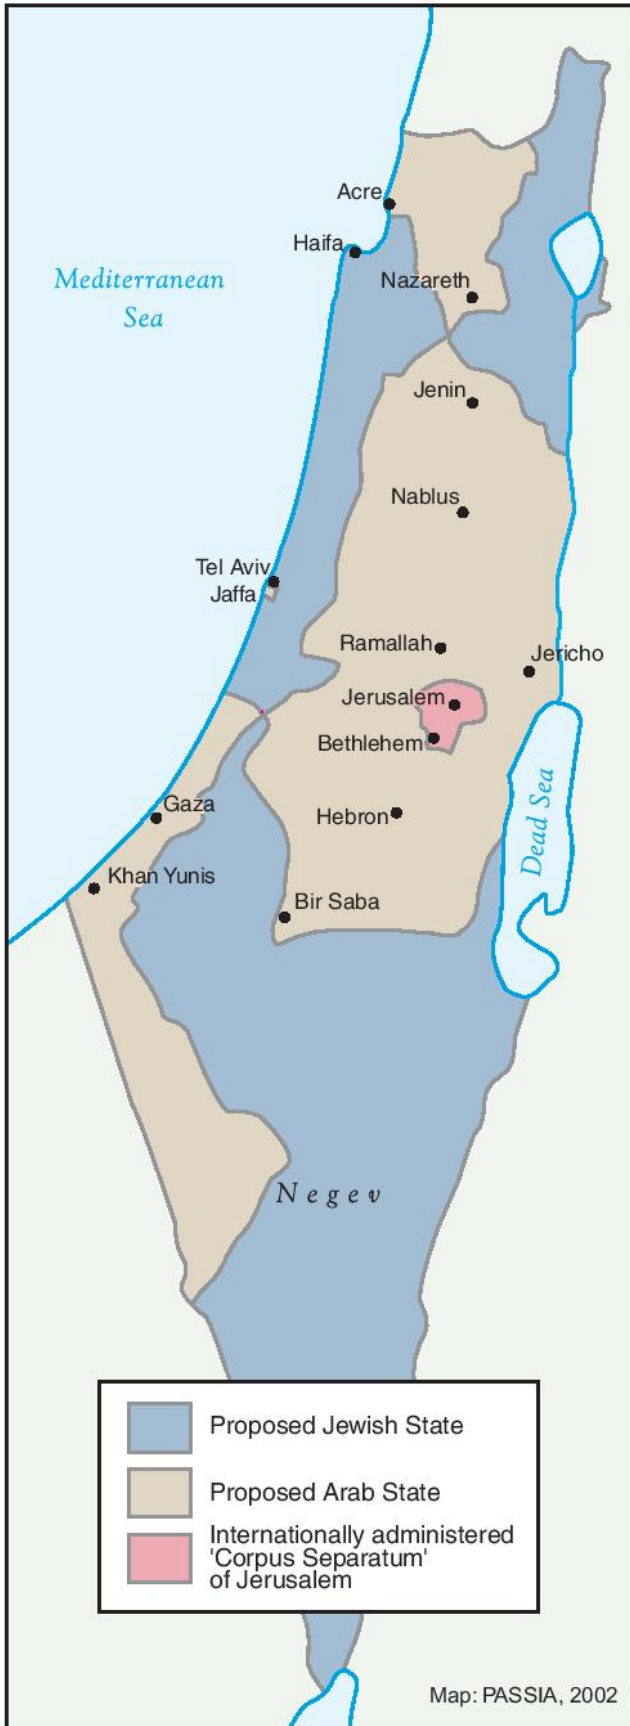 Acre
Haifa
Mediterranean
Sea
Nazareth
Jenin
Nablus
Tel Aviv
Jaffa
Ramallah
Jericho
Jerusalem
Bethlehem
Gaza
Hebron
Dead Sea
Khan Yunis
Bir Saba
Negev
Proposed Jewish State
Proposed Arab State
Internationally administered
'Corpus Separatum'
of Jerusalem
Map: PASSIA, 2002